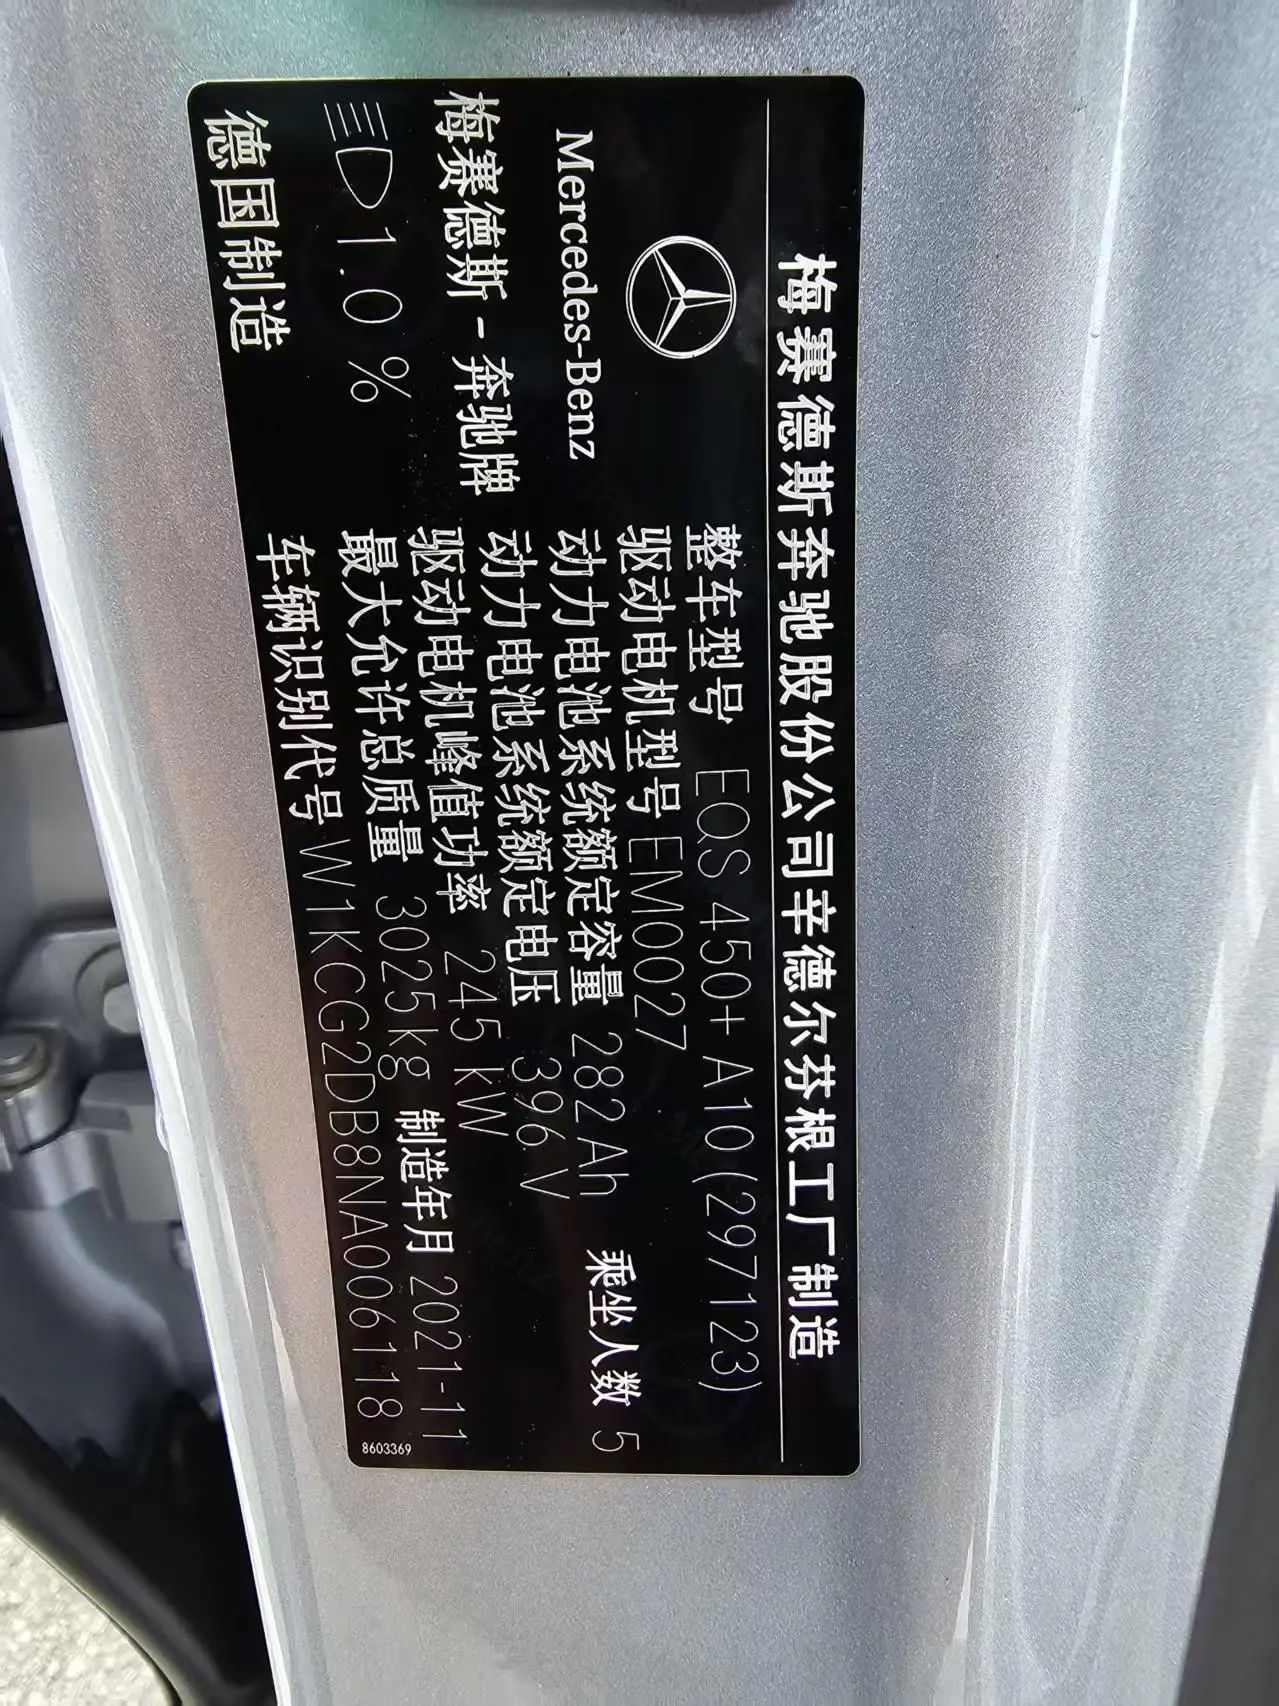 梅赛德斯奔驰股份公司辛德尔芬根工厂制造
整车型号 EQS 450+ A10(297123)
驱动电机型号 EM0027
Mercedes-Benz
动力电池系统额定容量 282 Ah 乘坐人数 5
动力电池系统额定电压 396 V
梅赛德斯-奔驰牌
驱动电机峰值功率 245 kW
1.0 %
最大允许总质量 3025kg 制造年月 2021-11
德国制造
车辆识别代号 W1KCG2DB8NA006118
8603369